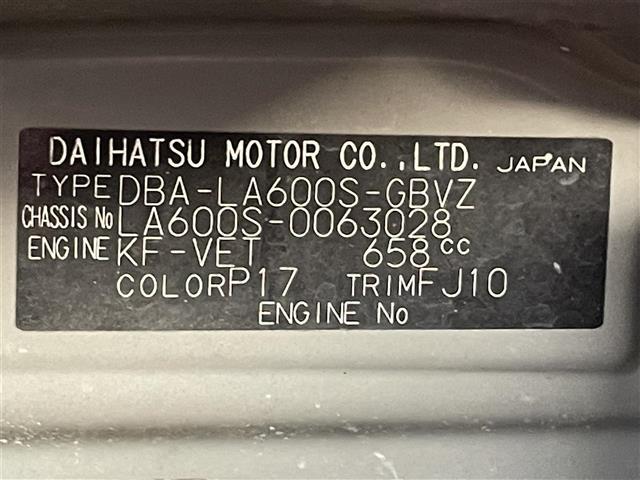 DAIHATSU MOTOR CO.,LTD. JAPAN
TYPE DBA-LA600S-GBVZ
CHASSIS No LA600S-0063028
ENGINE KF-VET 658cc
COLOR P17 TRIM FJ10
ENGINE No